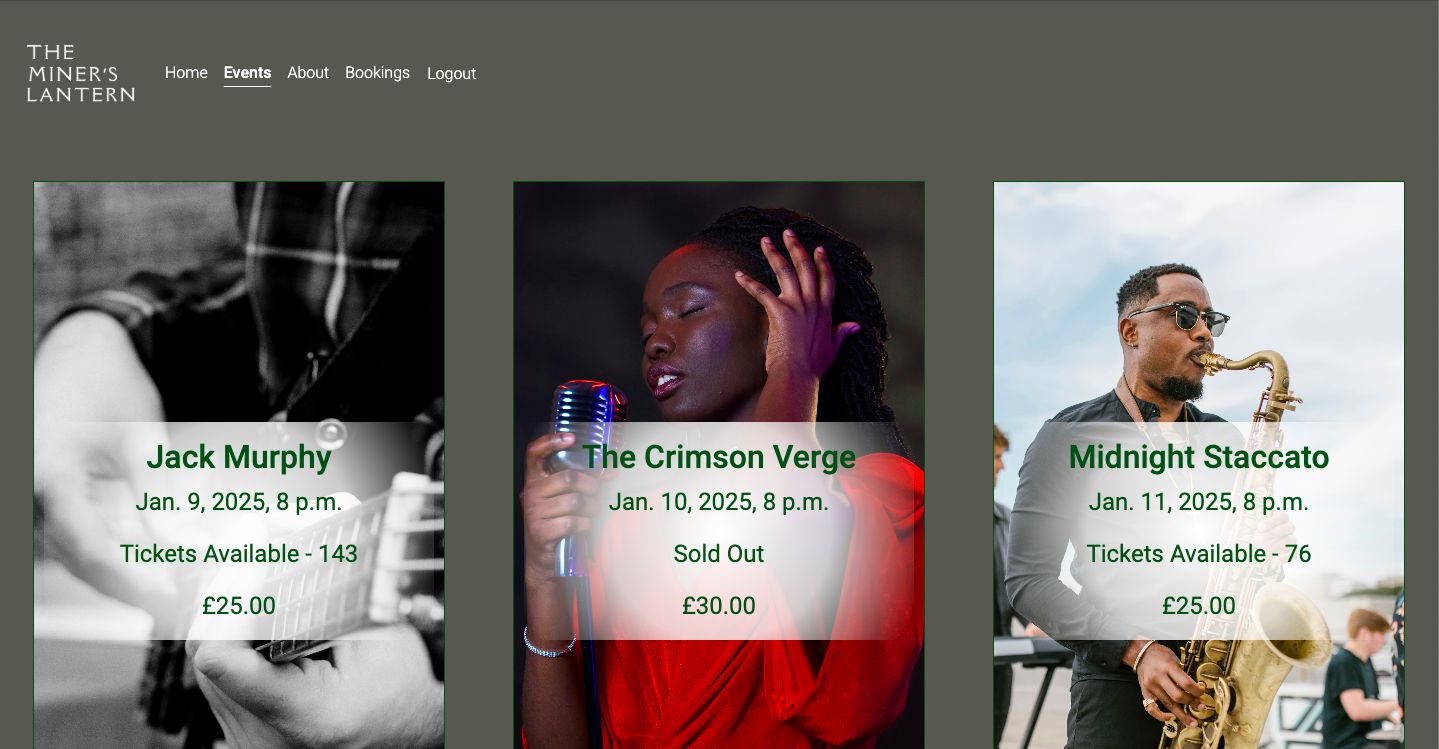 THE
MINER'S
LANTERN
Home Events About Bookings Logout
Jack Murphy
Jan. 9, 2025, 8 p.m.
Tickets Available - 143
£25.00
The Crimson Verge
Jan. 10, 2025, 8 p.m.
Sold Out
£30.00
Midnight Staccato
Jan. 11, 2025, 8 p.m.
Tickets Available - 76
£25.00